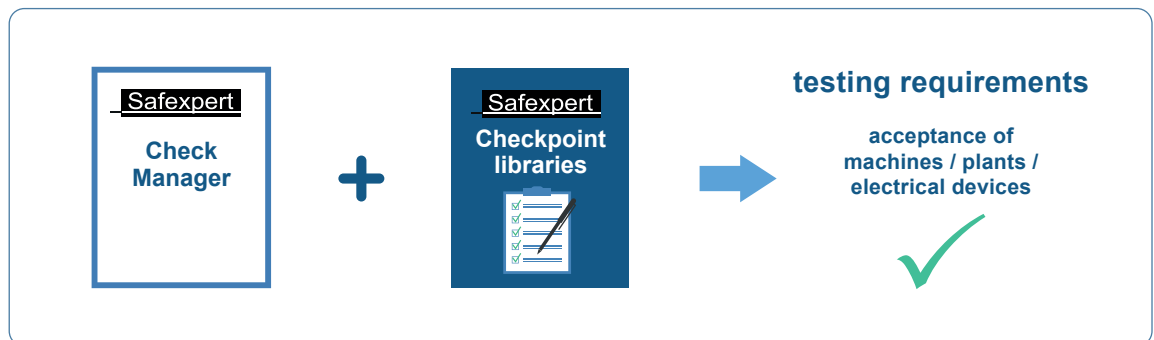 Safexpert
Check
Manager
Safexpert
Checkpoint
libraries
testing requirements
acceptance of
machines / plants /
electrical devices